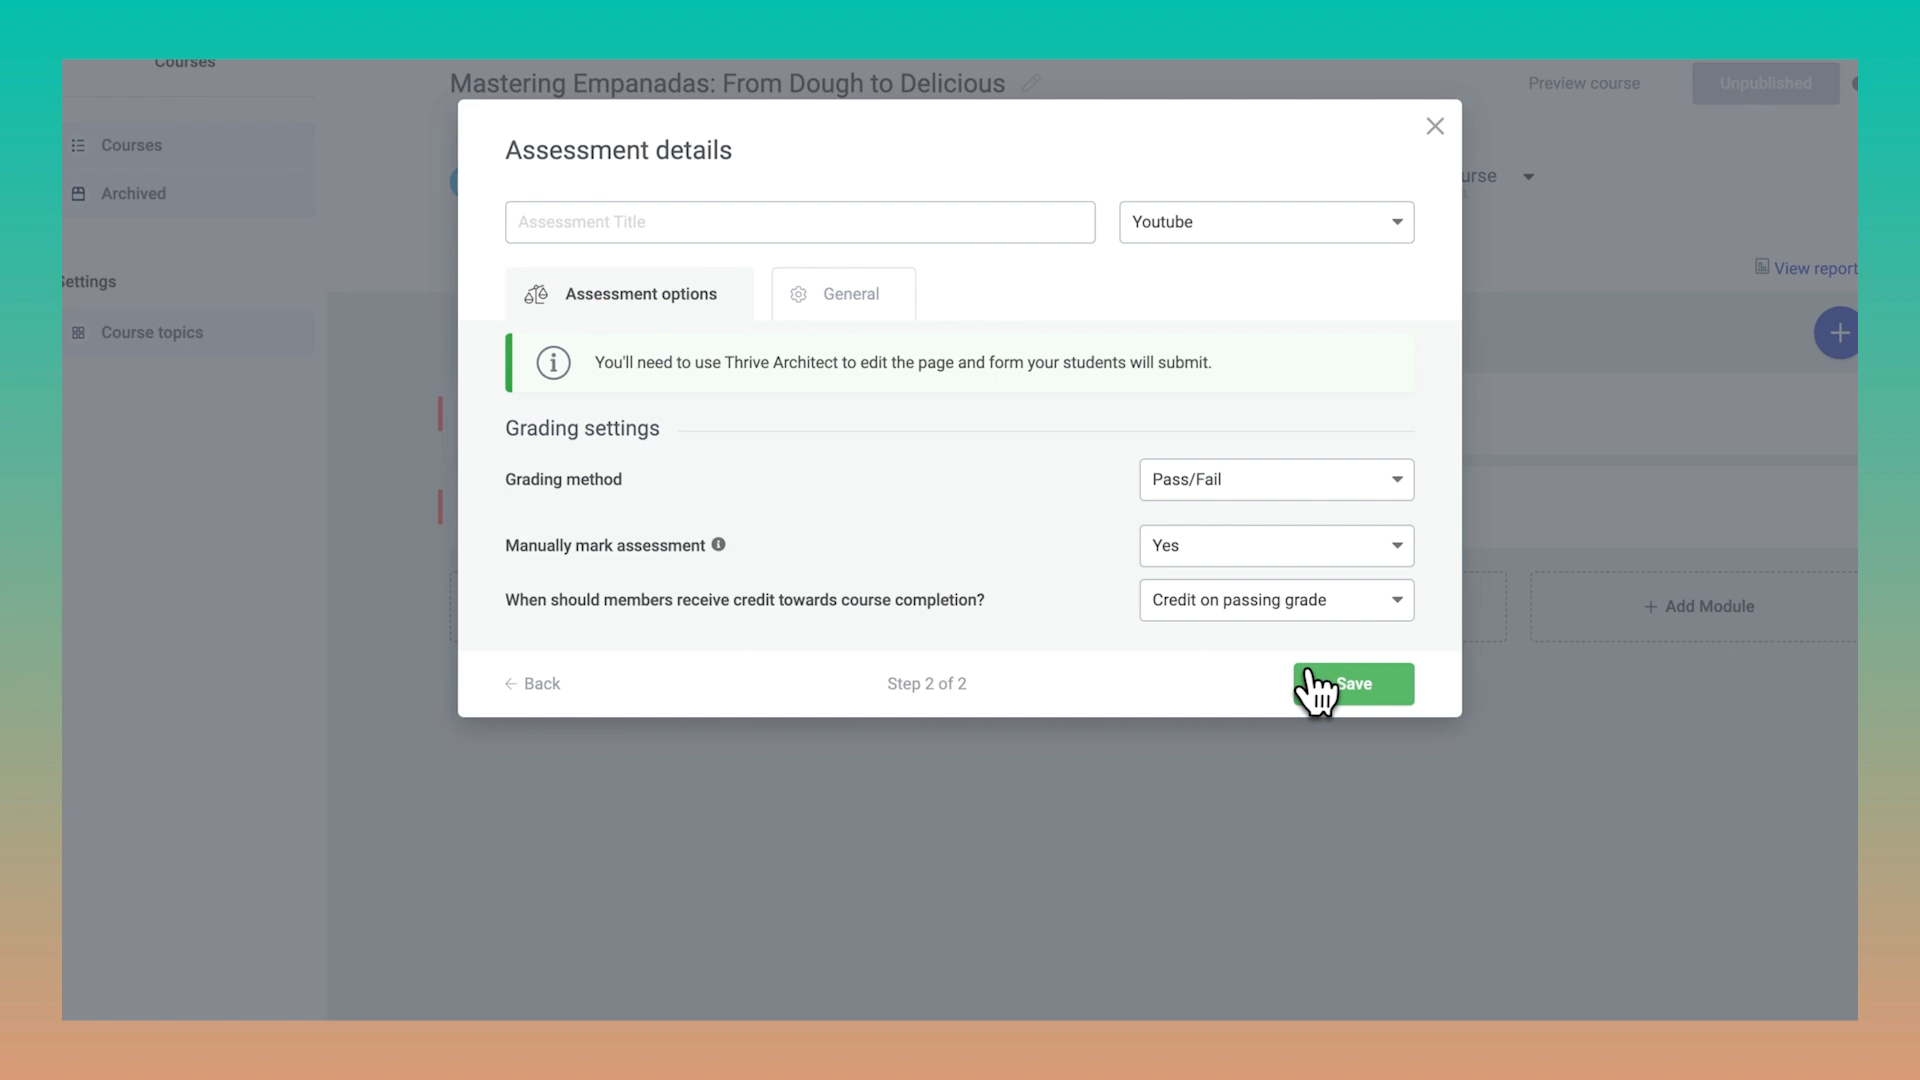 Courses
Mastering Empanadas: From Dough to Delicious
Preview course
Unpublished
Courses
Archived
Settings
Course topics
Assessment details
Assessment Title
Youtube
urse
View report
Assessment options
General
You'll need to use Thrive Architect to edit the page and form your students will submit.
Grading settings
Grading method
Pass/Fail
Manually mark assessment
Yes
When should members receive credit towards course completion?
Credit on passing grade
+ Add Module
← Back
Step 2 of 2
Save